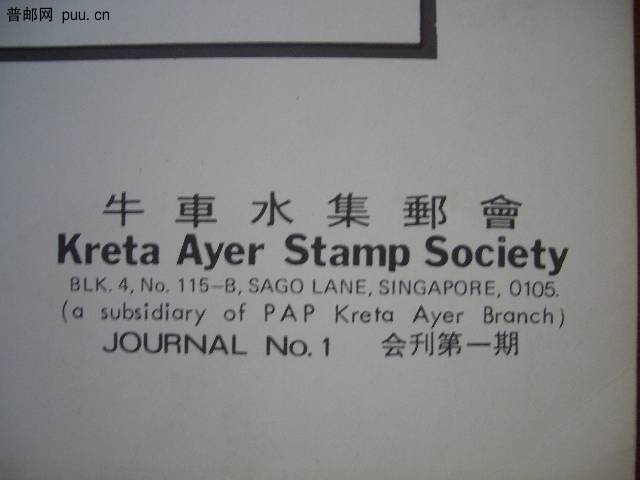 普邮网 puu.cn
牛車水集郵會
Kreta Ayer Stamp Society
BLK. 4, No. 115-B, SAGO LANE, SINGAPORE, 0105.
(a subsidiary of PAP Kreta Ayer Branch)
JOURNAL No. 1 会刊第一期